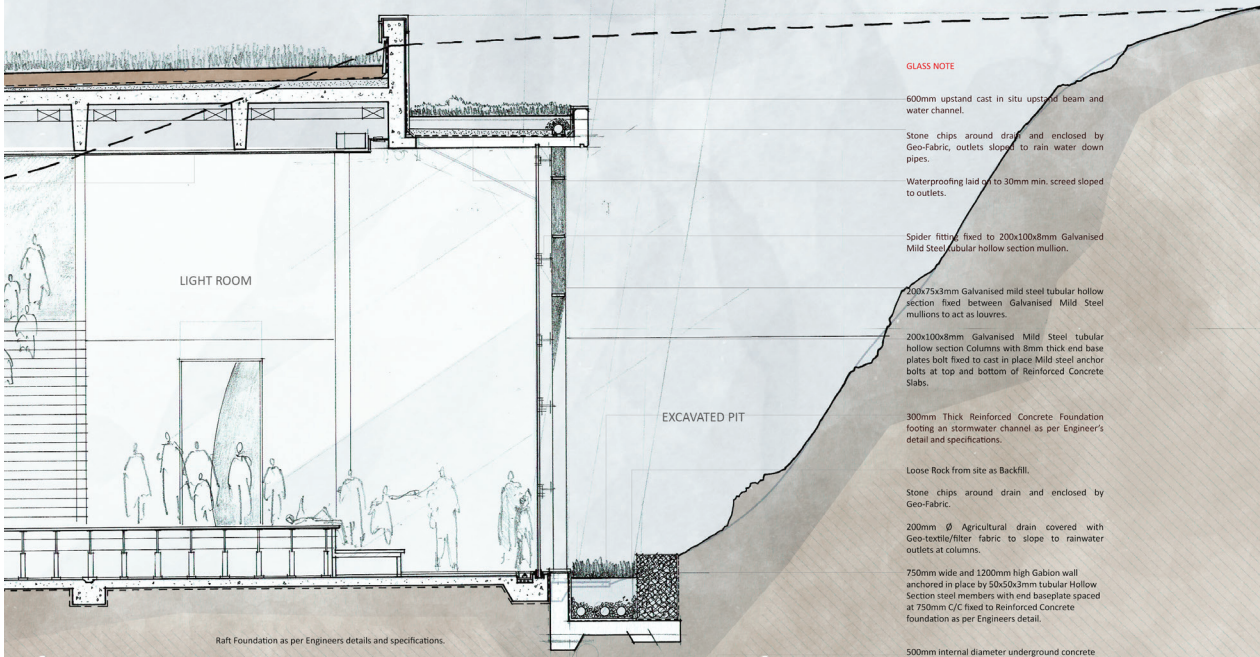 GLASS NOTE
600mm upstand cast in situ upstand beam and
water channel.
Stone chips around drain and enclosed by
Geo-Fabric, outlets sloped to rain water down
pipes.
Waterproofing laid on to 30mm min. screed sloped
to outlets.
Spider fitting fixed to 200x100x8mm Galvanised
Mild Steel tubular hollow section mullion.
LIGHT ROOM
200x75x3mm Galvanised mild steel tubular hollow
section fixed between Galvanised Mild Steel
mullions to act as louvres.
200x100x8mm Galvanised Mild Steel tubular
hollow section Columns with 8mm thick end base
plates bolt fixed to cast in place Mild steel anchor
bolts at top and bottom of Reinforced Concrete
Slabs.
EXCAVATED PIT
300mm Thick Reinforced Concrete Foundation
footing an stormwater channel as per Engineer's
detail and specifications.
Loose Rock from site as Backfill.
Stone chips around drain and enclosed by
Geo-Fabric.
200mm Ø Agricultural drain covered with
Geo-textile/filter fabric to slope to rainwater
outlets at columns.
750mm wide and 1200mm high Gabion wall
anchored in place by 50x50x3mm tubular Hollow
Section steel members with end baseplate spaced
at 750mm C/C fixed to Reinforced Concrete
foundation as per Engineers detail.
Raft Foundation as per Engineers details and specifications.
500mm internal diameter underground concrete